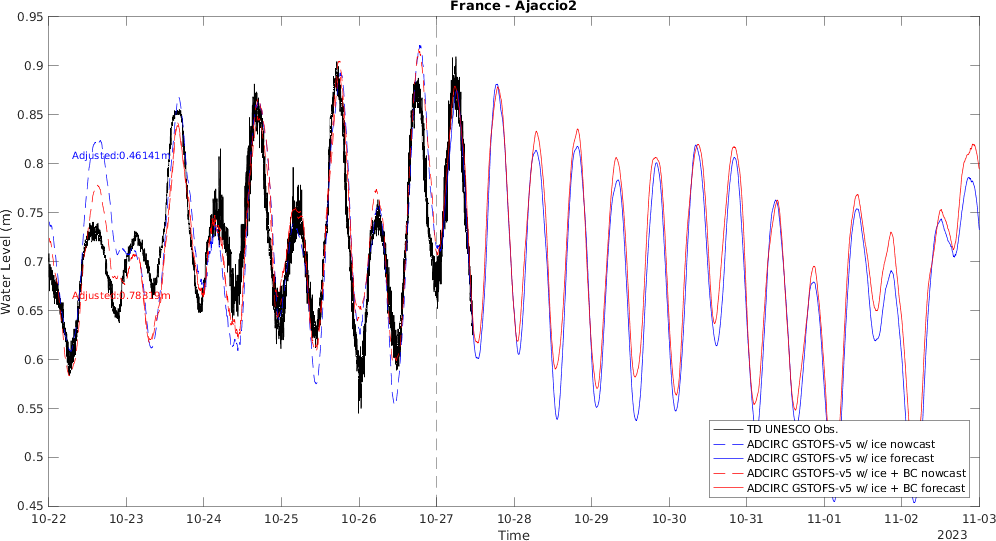 France - Ajaccio2
0.95
0.9
0.85
0.8
0.75
0.7
0.65
0.6
0.55
0.5
0.45
Water Level (m)
Adjusted:0.46141m
TD UNESCO Obs.
ADCIRC GSTOFS-v5 w/ ice nowcast
ADCIRC GSTOFS-v5 w/ ice forecast
ADCIRC GSTOFS-v5 w/ ice + BC nowcast
ADCIRC GSTOFS-v5 w/ ice + BC forecast
10-22 10-23 10-24 10-25 10-26 10-27 10-28 10-29 10-30 10-31 11-01 11-02 11-03
Time
2023